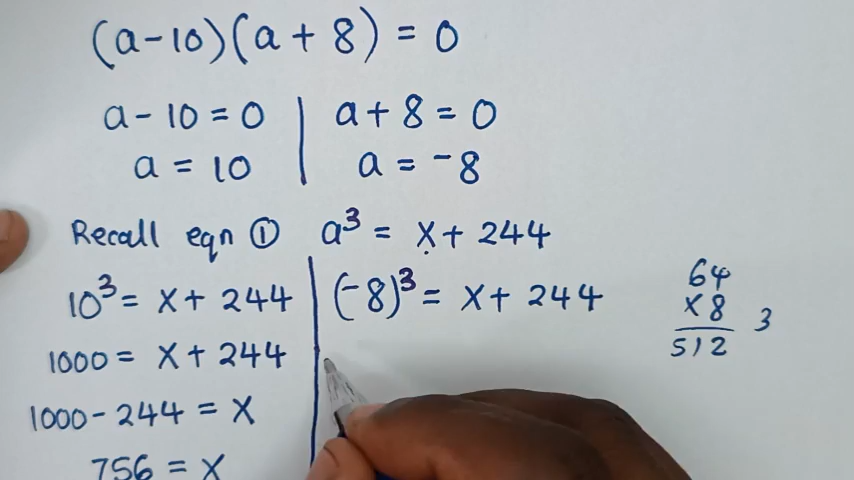 (a-10)(a+8) = 0
a-10=0 | a+8=0
a = 10 | a = -8
Recall eqn ① a³ = x+244
10³ = x+244 | (-8)³ = x+244
1000 = x+244
1000-244 = x
756 = x
64
x8 3
512